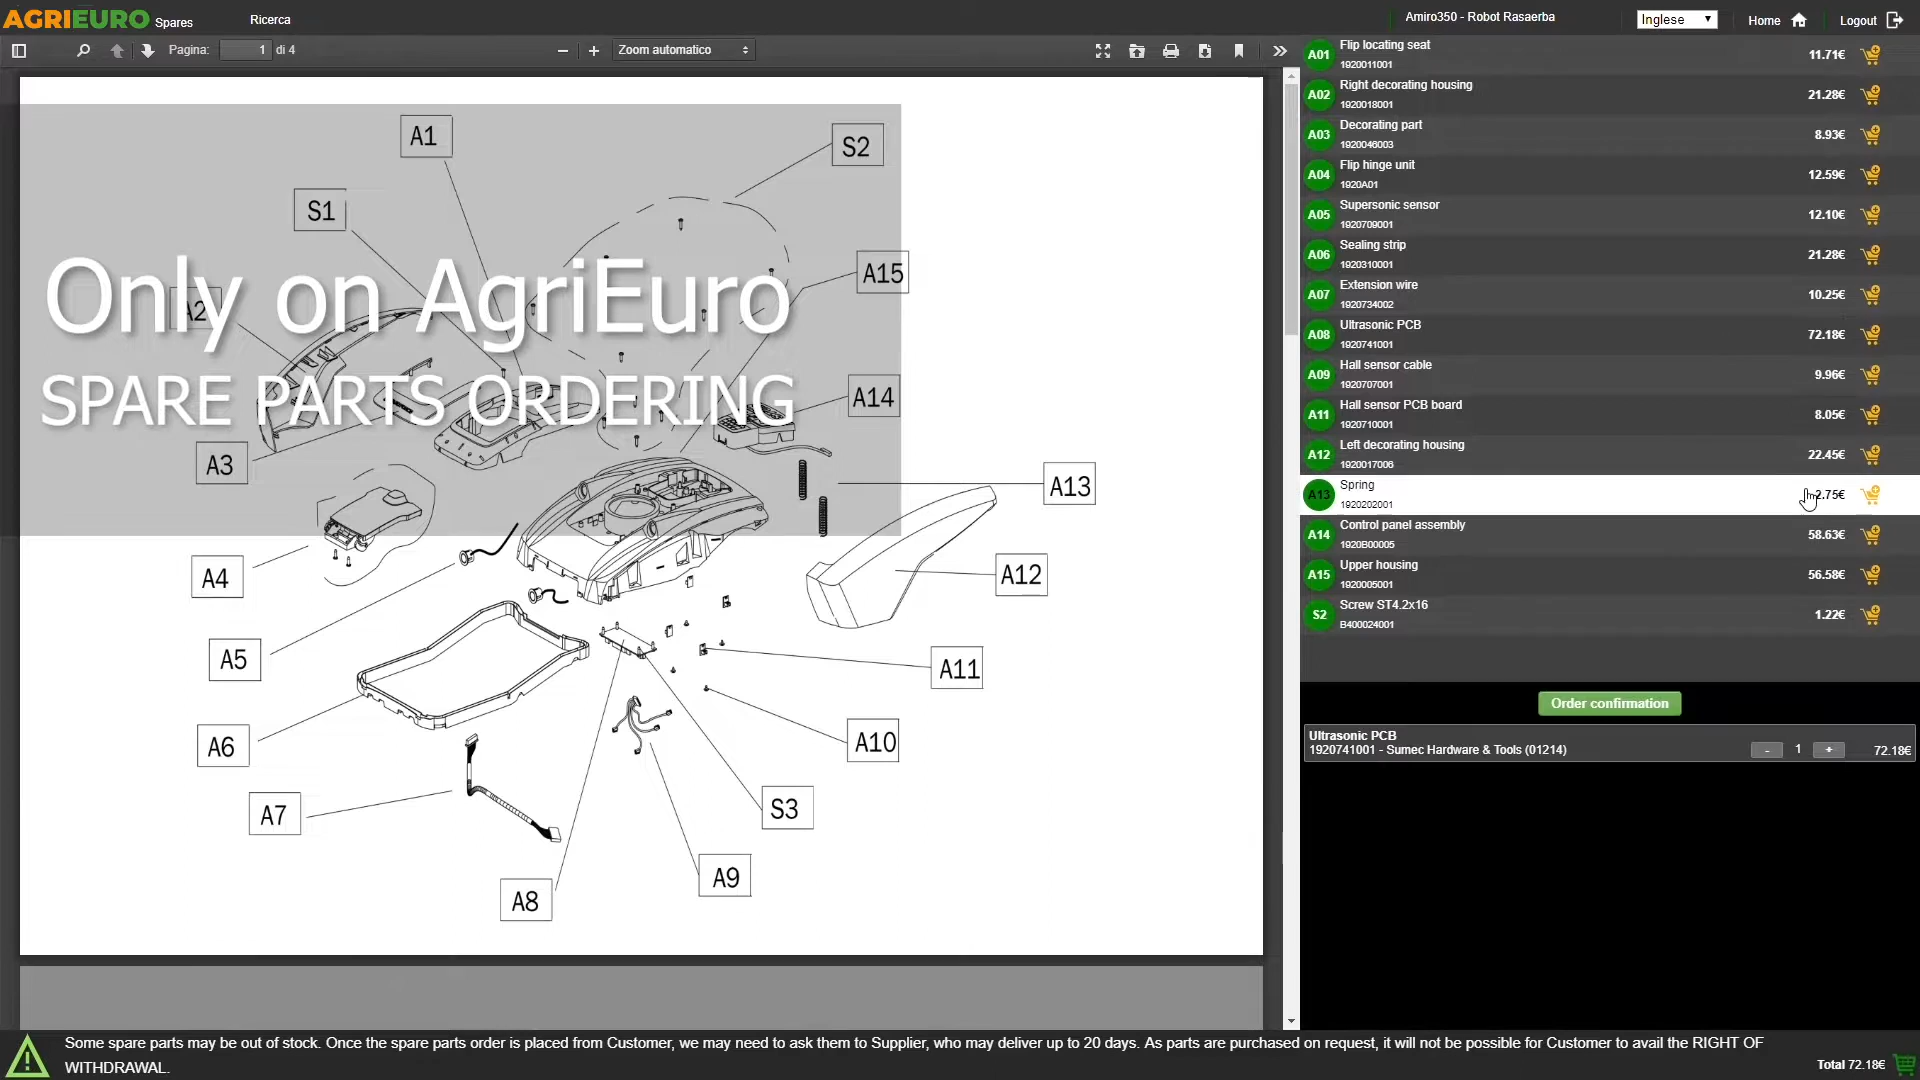 AGRIEURO Spares
Ricerca
Amiro350 - Robot Rasaerba
Inglese
Home
Logout
Pagina: 1 di 4
Zoom automatico
A1
S2
S1
A15
A2
Only on AgriEuro
SPARE PARTS ORDERING
A14
A3
A13
A4
A12
A5
A11
A6
A10
A7
S3
A9
A8
A01 Flip locating seat 11.71€
1920011001
A02 Right decorating housing 21.28€
1920018001
A03 Decorating part 8.93€
1920046003
A04 Flip hinge unit 12.59€
1920A01
A05 Supersonic sensor 12.10€
1920709001
A06 Sealing strip 21.28€
1920310001
A07 Extension wire 10.25€
1920734002
A08 Ultrasonic PCB 72.18€
1920741001
A09 Hall sensor cable 9.96€
1920707001
A11 Hall sensor PCB board 8.05€
1920710001
A12 Left decorating housing 22.45€
1920017006
A13 Spring 2.75€
1920202001
A14 Control panel assembly 58.63€
1920B00005
A15 Upper housing 56.58€
1920005001
S2 Screw ST4.2x16 1.22€
B400024001
Order confirmation
Ultrasonic PCB
1920741001 - Sumec Hardware & Tools (01214) - 1 + 72.18€
Some spare parts may be out of stock. Once the spare parts order is placed from Customer, we may need to ask them to Supplier, who may deliver up to 20 days. As parts are purchased on request, it will not be possible for Customer to avail the RIGHT OF
WITHDRAWAL.
Total 72.18€